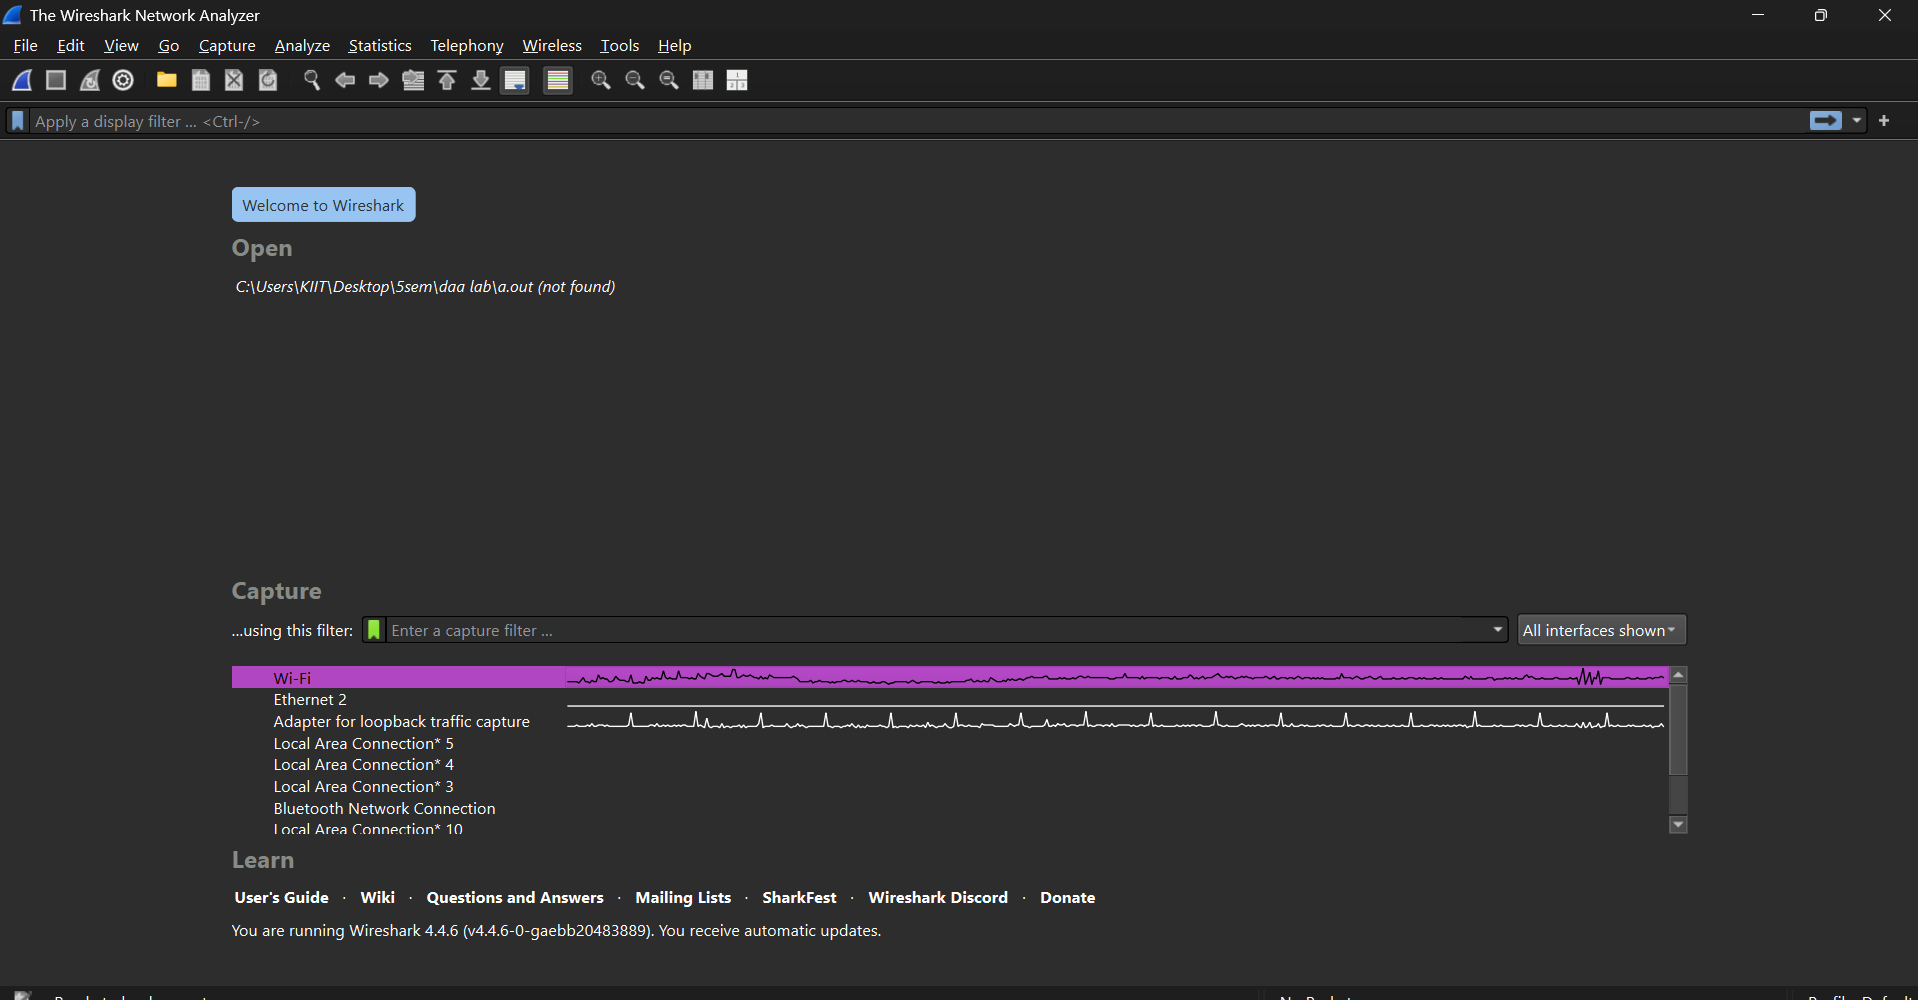 The Wireshark Network Analyzer
File Edit View Go Capture Analyze Statistics Telephony Wireless Tools Help
Apply a display filter ... <Ctrl-/>
Welcome to Wireshark
Open
C:\Users\KIIT\Desktop\5sem\daa lab\a.out (not found)
Capture
...using this filter: Enter a capture filter ... All interfaces shown
Wi-Fi
Ethernet 2
Adapter for loopback traffic capture
Local Area Connection* 5
Local Area Connection* 4
Local Area Connection* 3
Bluetooth Network Connection
Local Area Connection* 10
Learn
User's Guide · Wiki · Questions and Answers · Mailing Lists · SharkFest · Wireshark Discord · Donate
You are running Wireshark 4.4.6 (v4.4.6-0-gaebb20483889). You receive automatic updates.